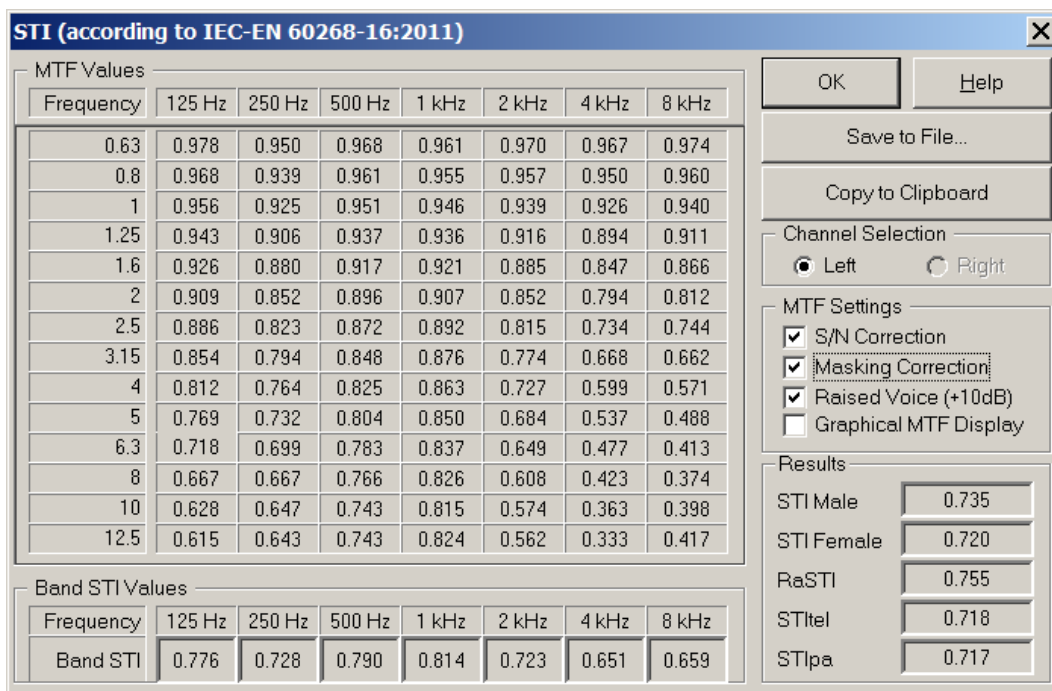 STI (according to IEC-EN 60268-16:2011)
MTF Values
Frequency 125 Hz 250 Hz 500 Hz 1 kHz 2 kHz 4 kHz 8 kHz
0.63 0.978 0.950 0.968 0.961 0.970 0.967 0.974
0.8 0.968 0.939 0.961 0.955 0.957 0.950 0.960
1 0.956 0.925 0.951 0.946 0.939 0.926 0.940
1.25 0.943 0.906 0.937 0.936 0.916 0.894 0.911
1.6 0.926 0.880 0.917 0.921 0.885 0.847 0.866
2 0.909 0.852 0.896 0.907 0.852 0.794 0.812
2.5 0.886 0.823 0.872 0.892 0.815 0.734 0.744
3.15 0.854 0.794 0.848 0.876 0.774 0.668 0.662
4 0.812 0.764 0.825 0.863 0.727 0.599 0.571
5 0.769 0.732 0.804 0.850 0.684 0.537 0.488
6.3 0.718 0.699 0.783 0.837 0.649 0.477 0.413
8 0.667 0.667 0.766 0.826 0.608 0.423 0.374
10 0.628 0.647 0.743 0.815 0.574 0.363 0.398
12.5 0.615 0.643 0.743 0.824 0.562 0.333 0.417
Band STI Values
Frequency 125 Hz 250 Hz 500 Hz 1 kHz 2 kHz 4 kHz 8 kHz
Band STI 0.776 0.728 0.790 0.814 0.723 0.651 0.659
OK Help
Save to File...
Copy to Clipboard
Channel Selection
Left Right
MTF Settings
S/N Correction
Masking Correction
Raised Voice (+10dB)
Graphical MTF Display
Results
STI Male 0.735
STI Female 0.720
RaSTI 0.755
STItel 0.718
STIpa 0.717